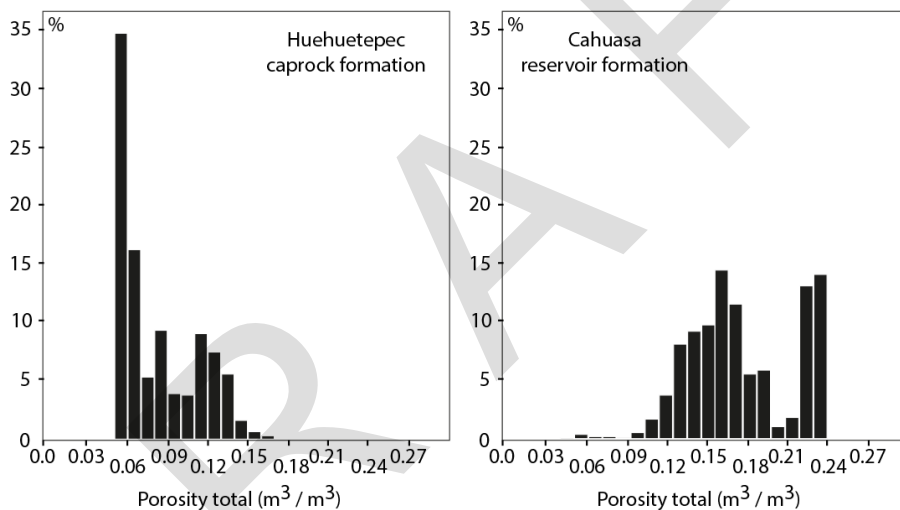 35
%
Huehuetepec
caprock formation
30
25
20
15
10
5
0
0.0 0.03 0.06 0.09 0.12 0.15 0.18 0.21 0.24 0.27
Porosity total (m³ / m³)
35
%
Cahuasa
reservoir formation
30
25
20
15
10
5
0
0.0 0.03 0.06 0.09 0.12 0.15 0.18 0.21 0.24 0.27
Porosity total (m³ / m³)